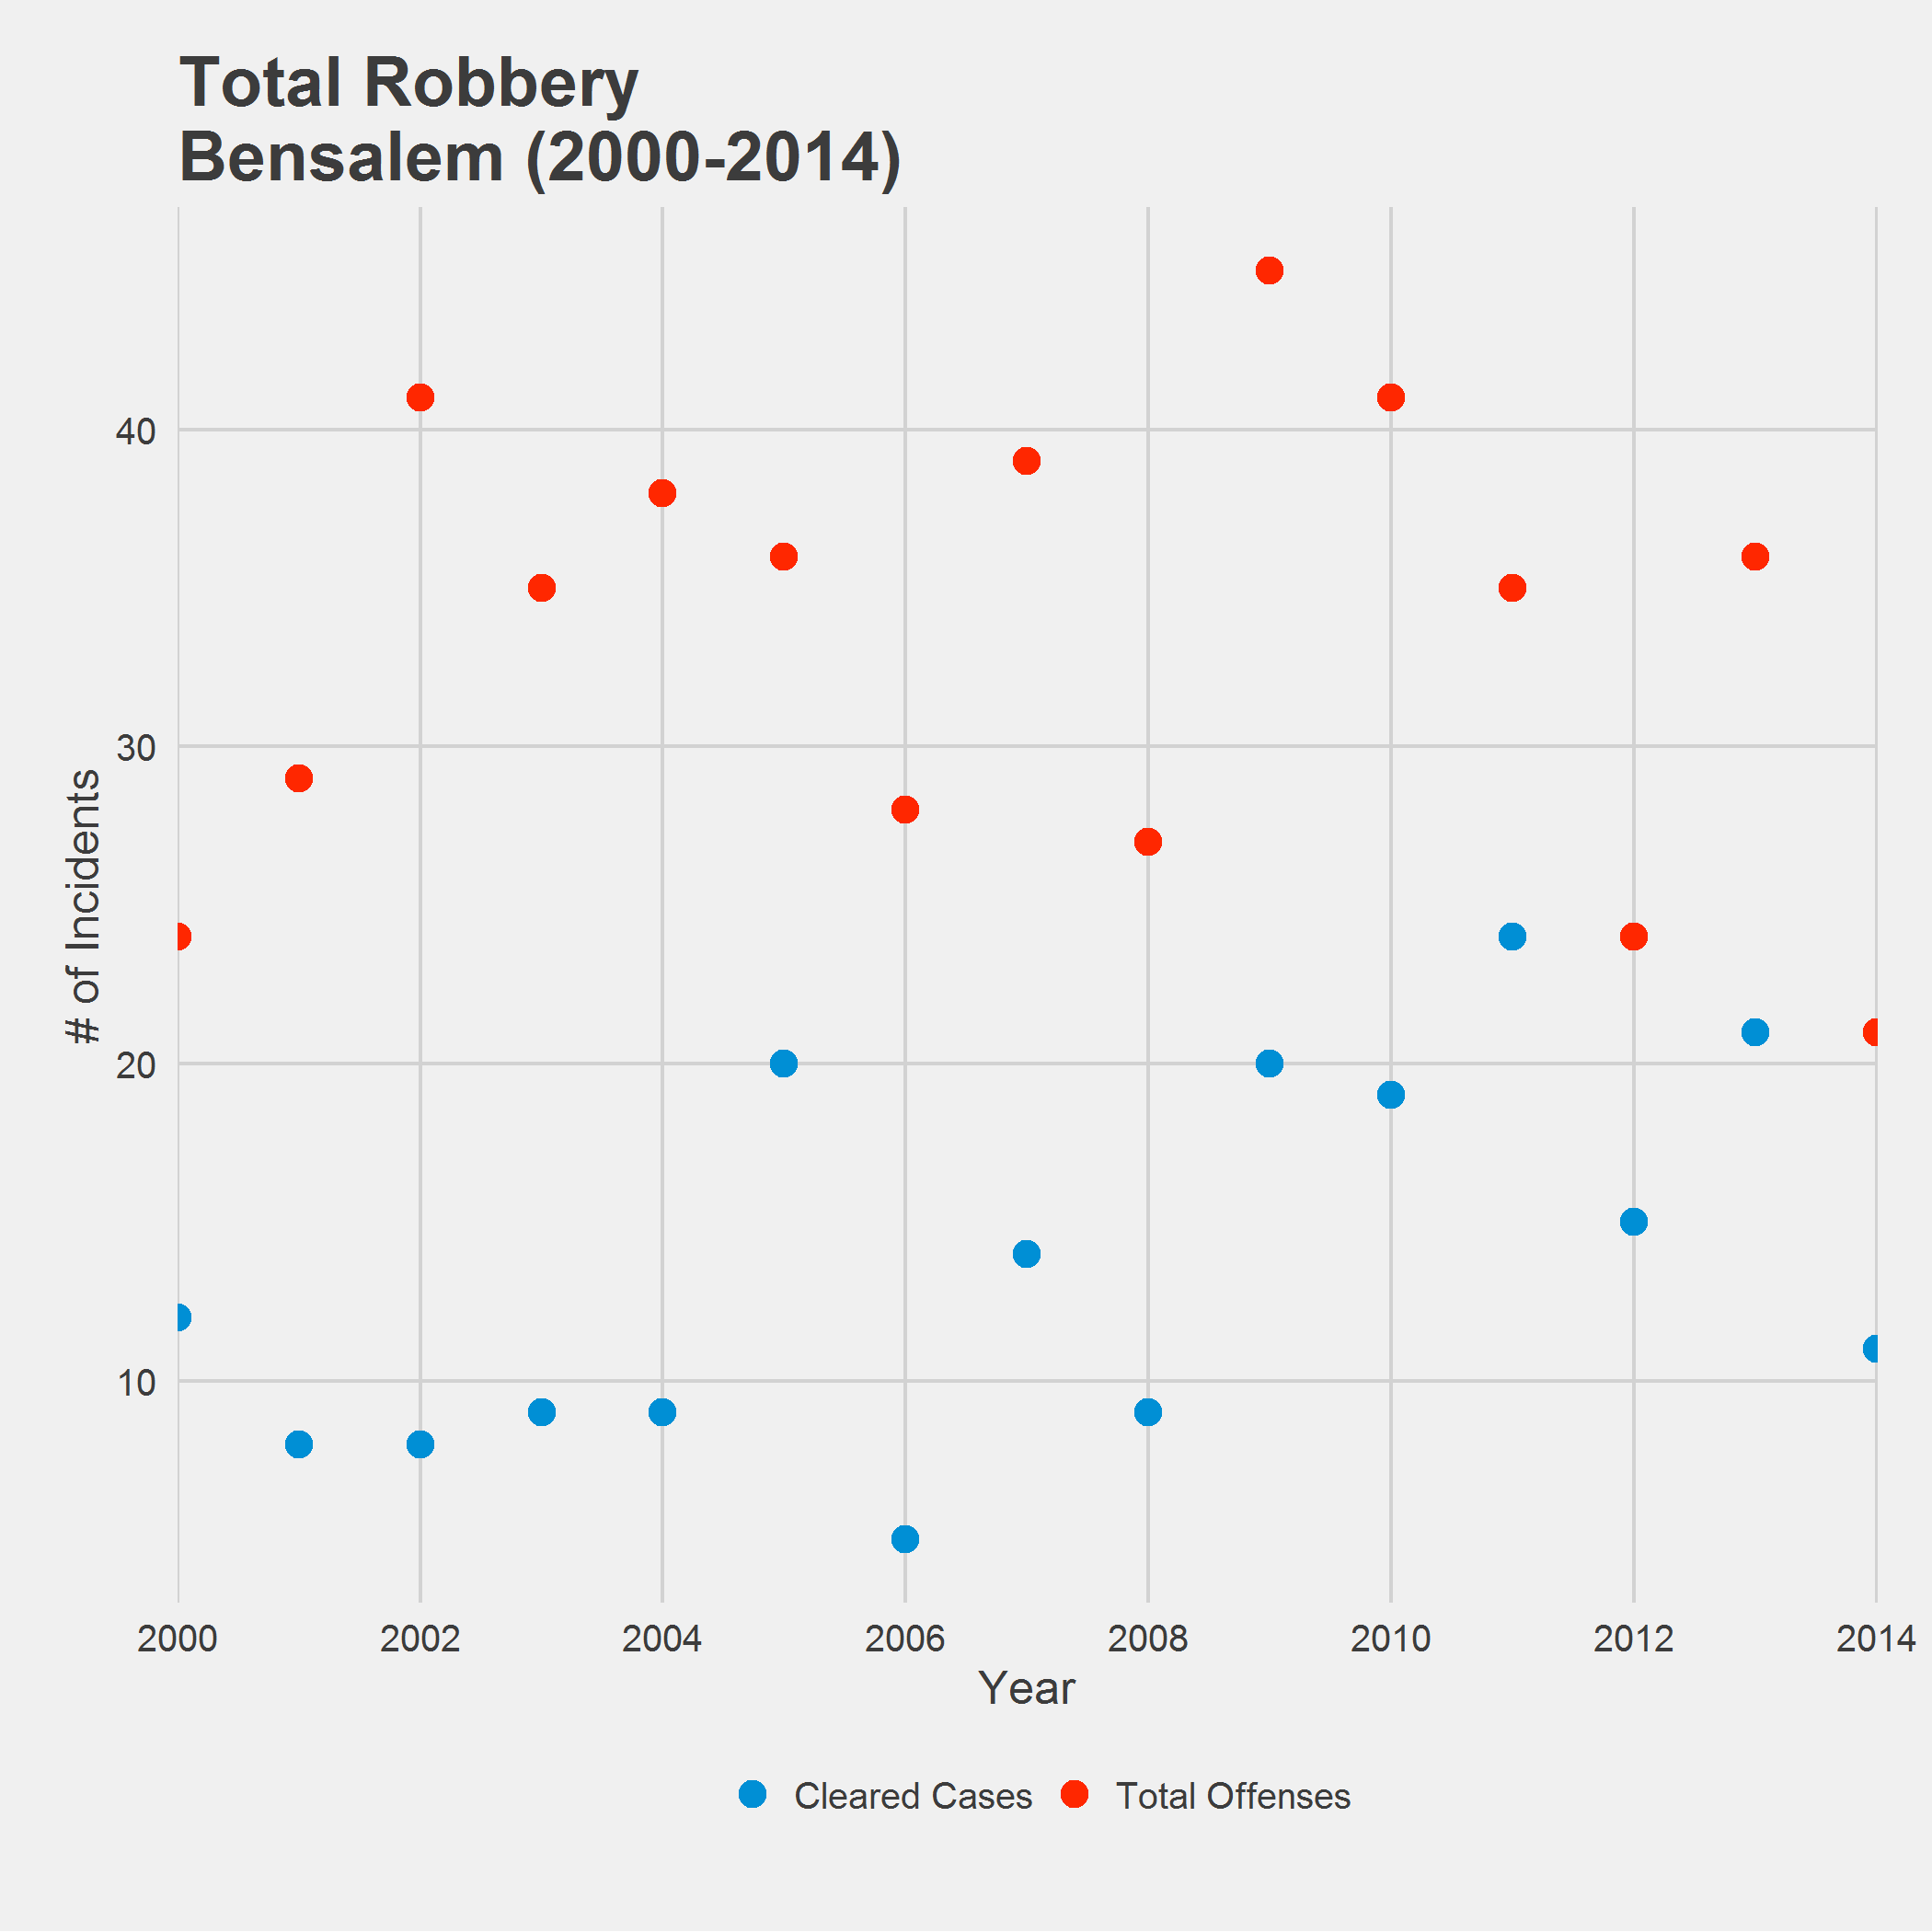 Total Robbery
Bensalem (2000-2014)
# of Incidents
40
30
20
10
2000 2002 2004 2006 2008 2010 2012 2014
Year
Cleared Cases Total Offenses